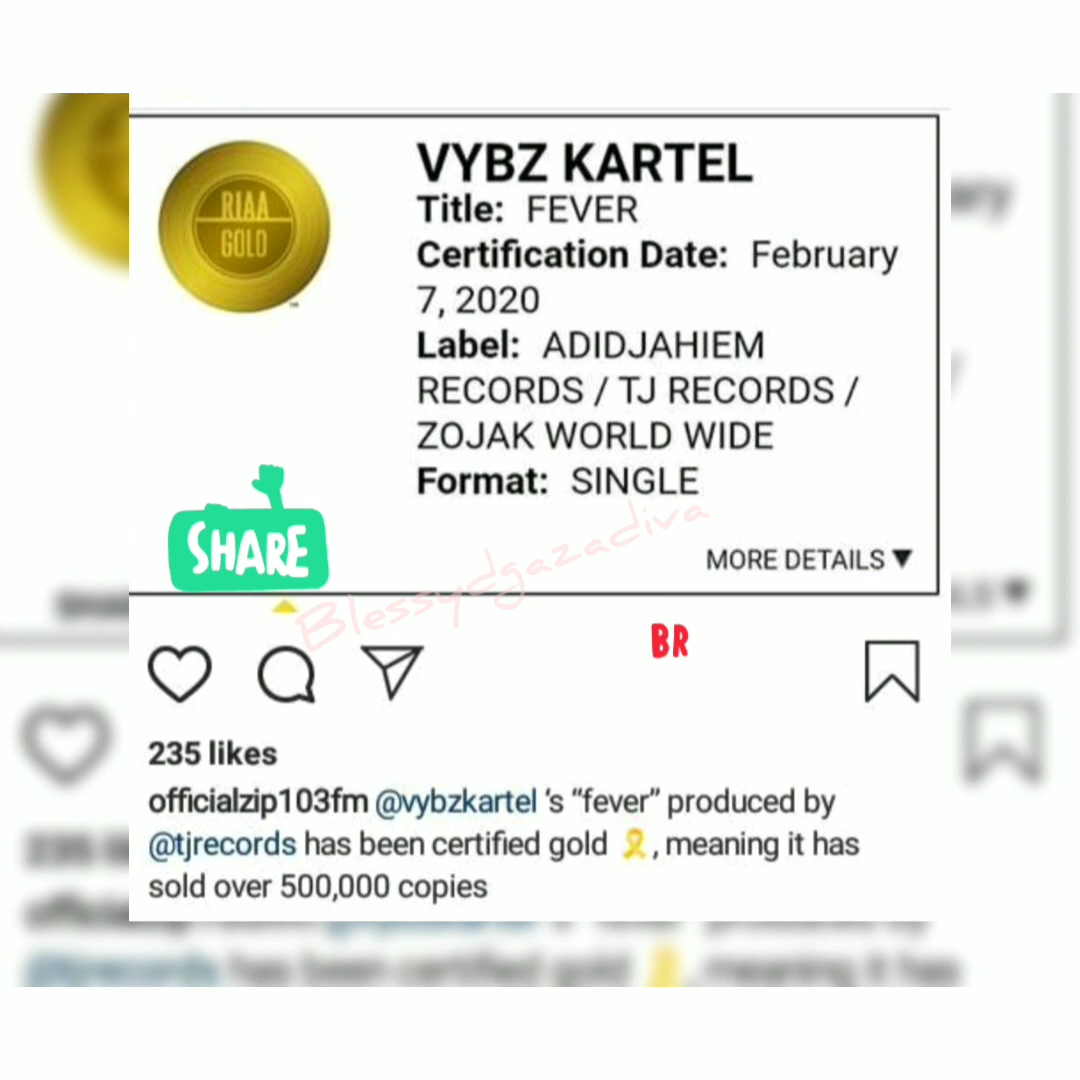 RIAA
GOLD
VYBZ KARTEL
Title: FEVER
Certification Date: February
7, 2020
Label: ADIDJAHIEM
RECORDS / TJ RECORDS /
ZOJAK WORLD WIDE
Format: SINGLE
SHARE
Blessydgazadiva
MORE DETAILS ▼
BR
235 likes
officialzip103fm @vybzkartel ‘s “fever” produced by
@tjrecords has been certified gold 🎗, meaning it has
sold over 500,000 copies